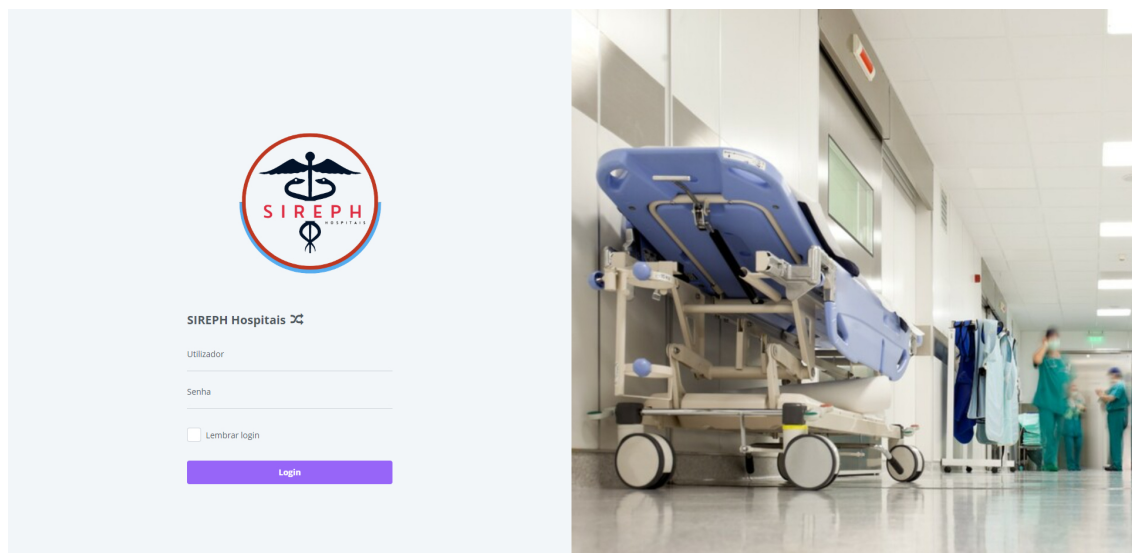 SIREPH
HOSPITAIS
SIREPH Hospitais
Utilizador
Senha
Lembrar login
Login